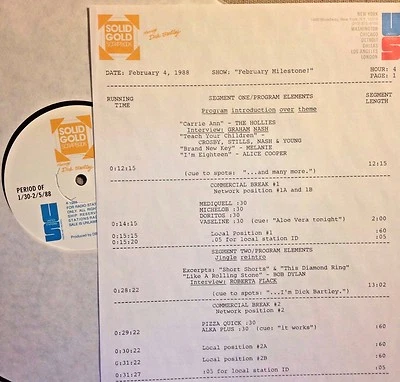 SOLID
GOLD
SCRAPBOOK
Dick Bartley
NEW YORK
WASHINGTON
CHICAGO
DETROIT
DALLAS
LOS ANGELES
LONDON
DATE: February 4, 1988 SHOW: "February Milestone!" HOUR: 4
PAGE: 1
RUNNING TIME SEGMENT ONE/PROGRAM ELEMENTS SEGMENT LENGTH
Program introduction over theme
"Carrie Ann" - THE HOLLIES
Interview: GRAHAM NASH
"Teach Your Children" -
CROSBY, STILLS, NASH & YOUNG
"Brand New Key" - MELANIE
"I'm Eighteen" - ALICE COOPER
0:12:15 (cue to spots: "...and many more.") 12:15
COMMERCIAL BREAK #1
Network position #1A and 1B
MEDIQUELL :30
MICHELOB :30
DORITOS :30
0:14:15 VASELINE :30 (cue: "Aloe Vera tonight") 2:00
0:15:15 Local Position #1 :60
0:15:20 .05 for local station ID :05
SEGMENT TWO/PROGRAM ELEMENTS
Jingle reintro
Excerpts: "Short Shorts" & "This Diamond Ring"
"Like A Rolling Stone" - BOB DYLAN
Interview: ROBERTA FLACK
0:28:22 (cue to spots: "...I'm Dick Bartley.") 13:02
COMMERCIAL BREAK #2
Network position #2
PIZZA QUICK :30
0:29:22 ALKA PLUS :30 (cue: "it works") :60
0:30:22 Local position #2A :60
0:31:22 Local position #2B :60
0:31:27 :05 for local station ID :05
SOLID
GOLD
SCRAPBOOK
Dick Bartley
PERIOD OF
1/30-2/5/88
US